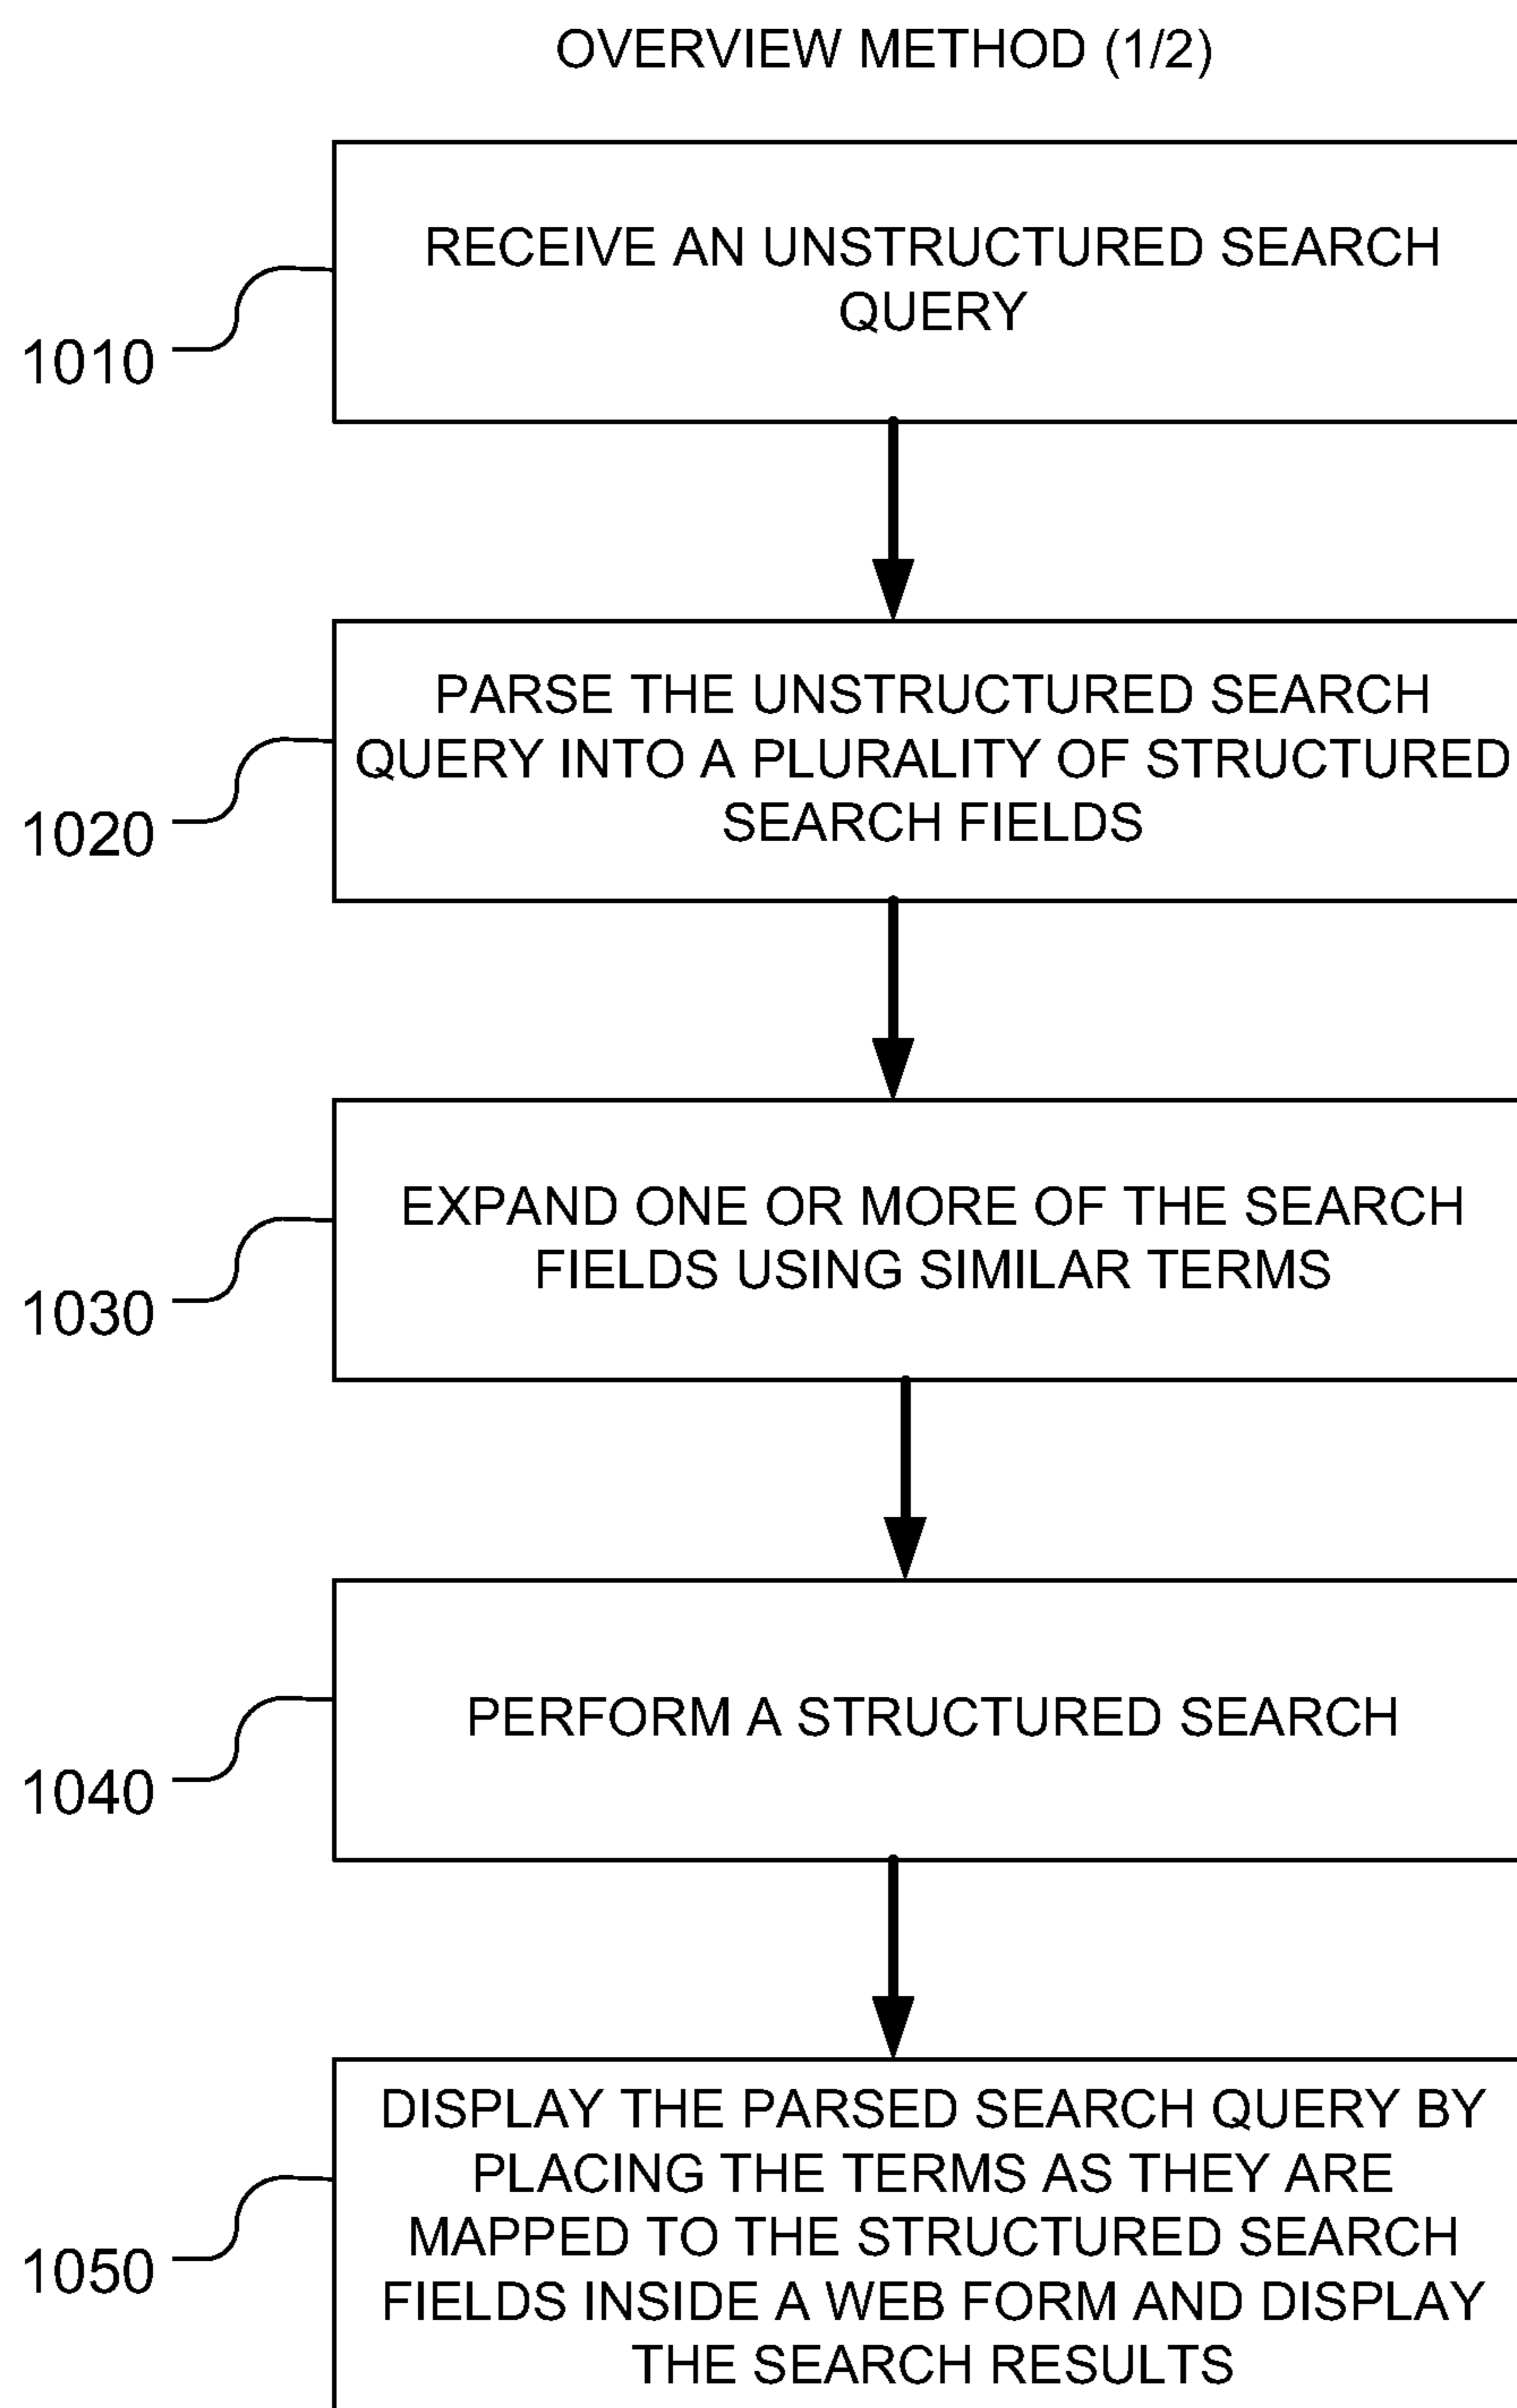 OVERVIEW METHOD (1/2)
RECEIVE AN UNSTRUCTURED SEARCH
QUERY
1010
PARSE THE UNSTRUCTURED SEARCH
QUERY INTO A PLURALITY OF STRUCTURED
SEARCH FIELDS
1020
EXPAND ONE OR MORE OF THE SEARCH
FIELDS USING SIMILAR TERMS
1030
PERFORM A STRUCTURED SEARCH
1040
DISPLAY THE PARSED SEARCH QUERY BY
PLACING THE TERMS AS THEY ARE
MAPPED TO THE STRUCTURED SEARCH
FIELDS INSIDE A WEB FORM AND DISPLAY
THE SEARCH RESULTS
1050